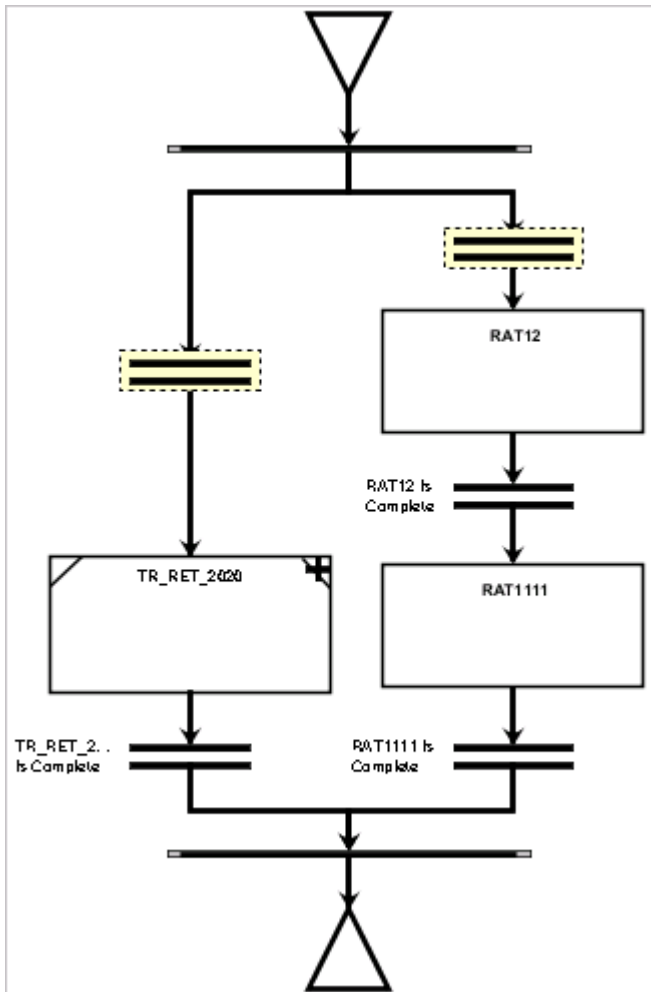 RAT12
RAT12 Is
Complete
TR_RET_2020
RAT1111
TR_RET_2...
Is Complete
RAT1111 Is
Complete